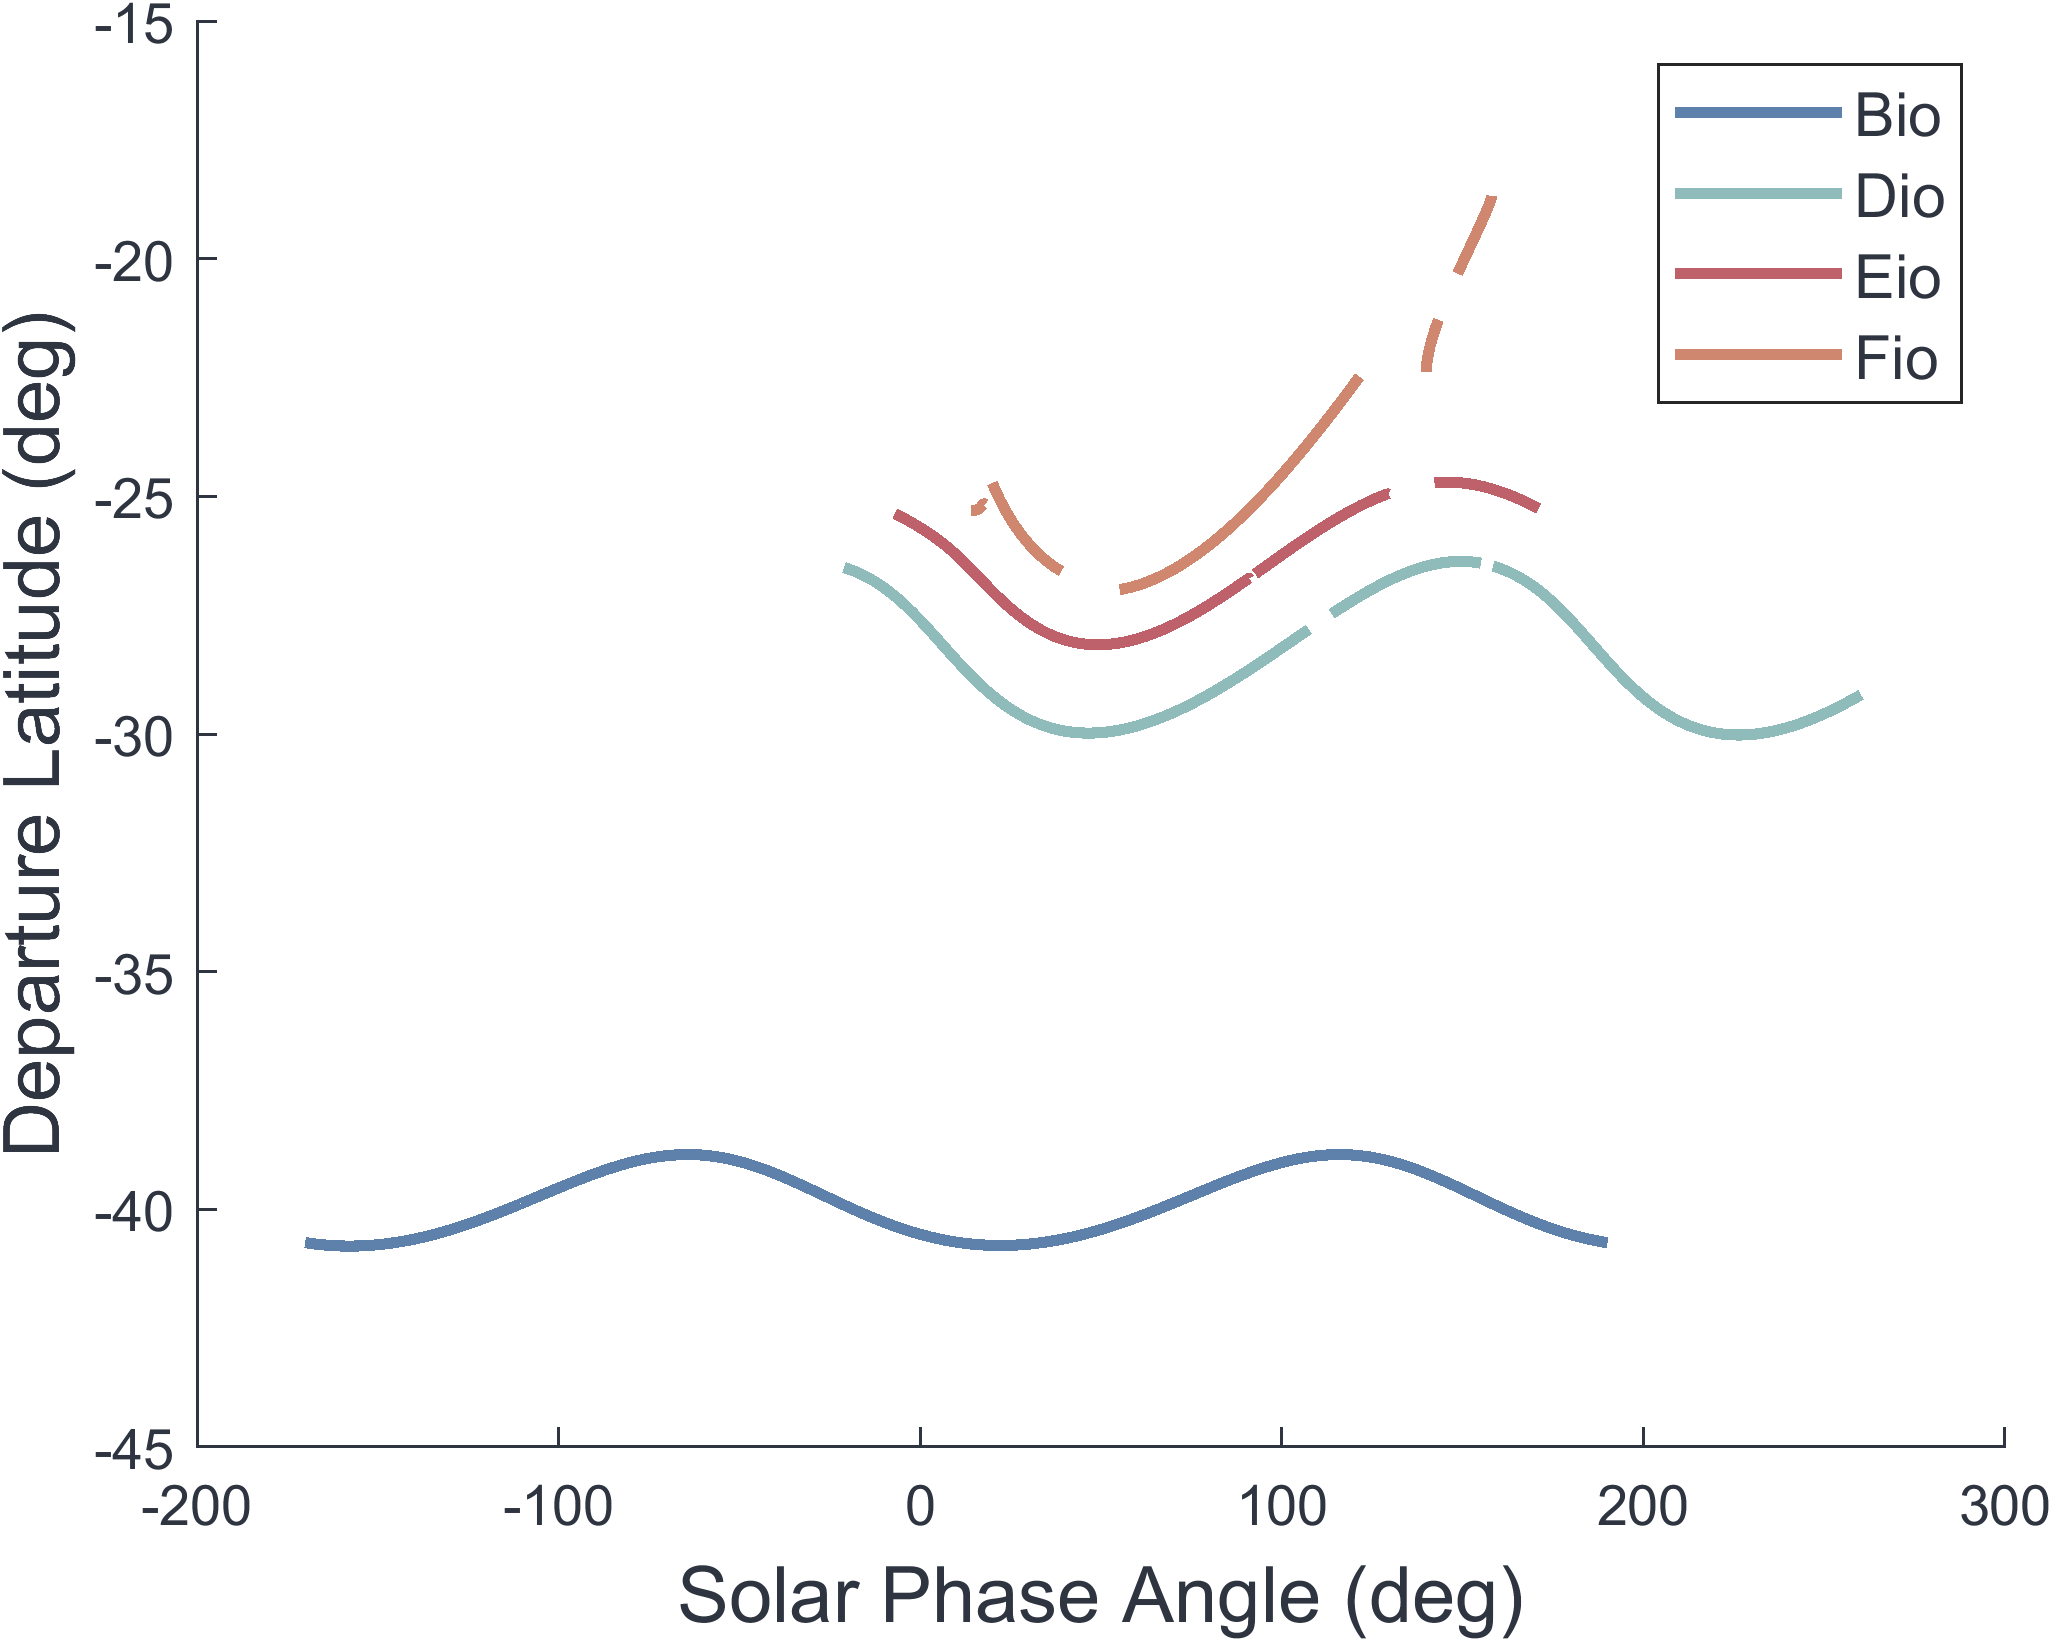 Departure Latitude (deg)
-15
-20
-25
-30
-35
-40
-45
-200
-100
0
100
200
300
Solar Phase Angle (deg)
Bio
Dio
Eio
Fio